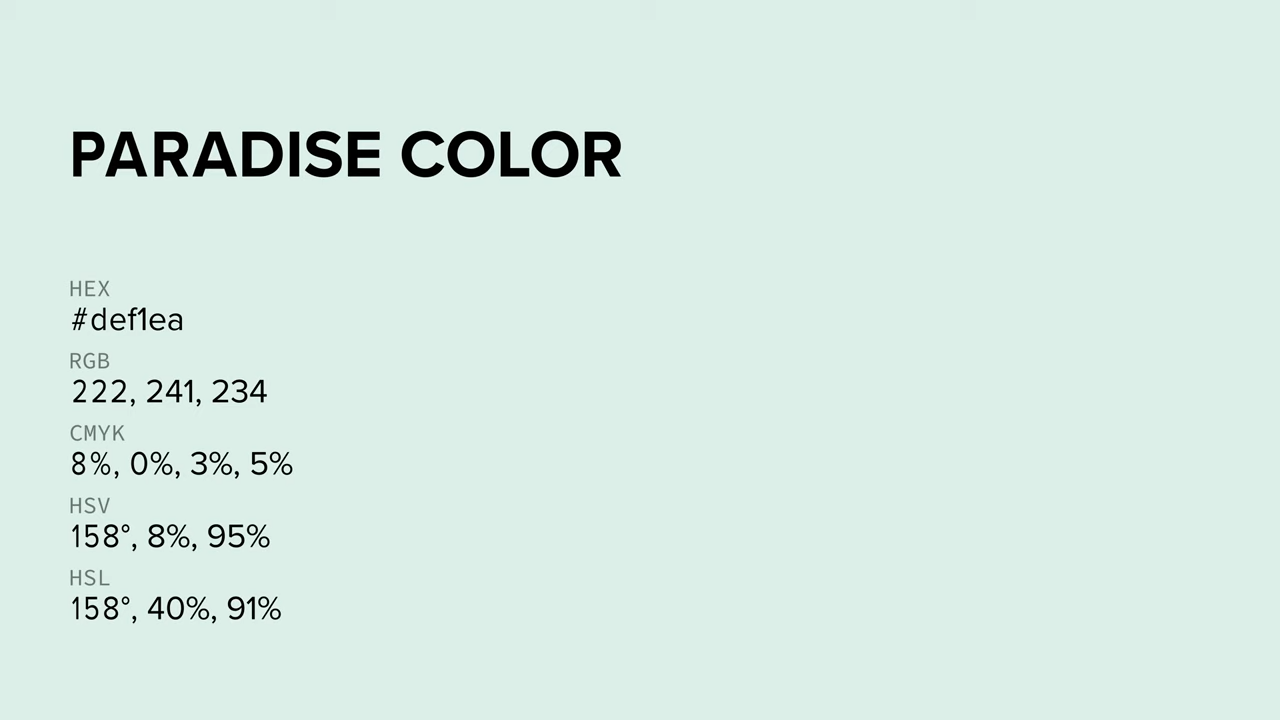 PARADISE COLOR
HEX
#def1ea
RGB
222, 241, 234
CMYK
8%, 0%, 3%, 5%
HSV
158°, 8%, 95%
HSL
158°, 40%, 91%